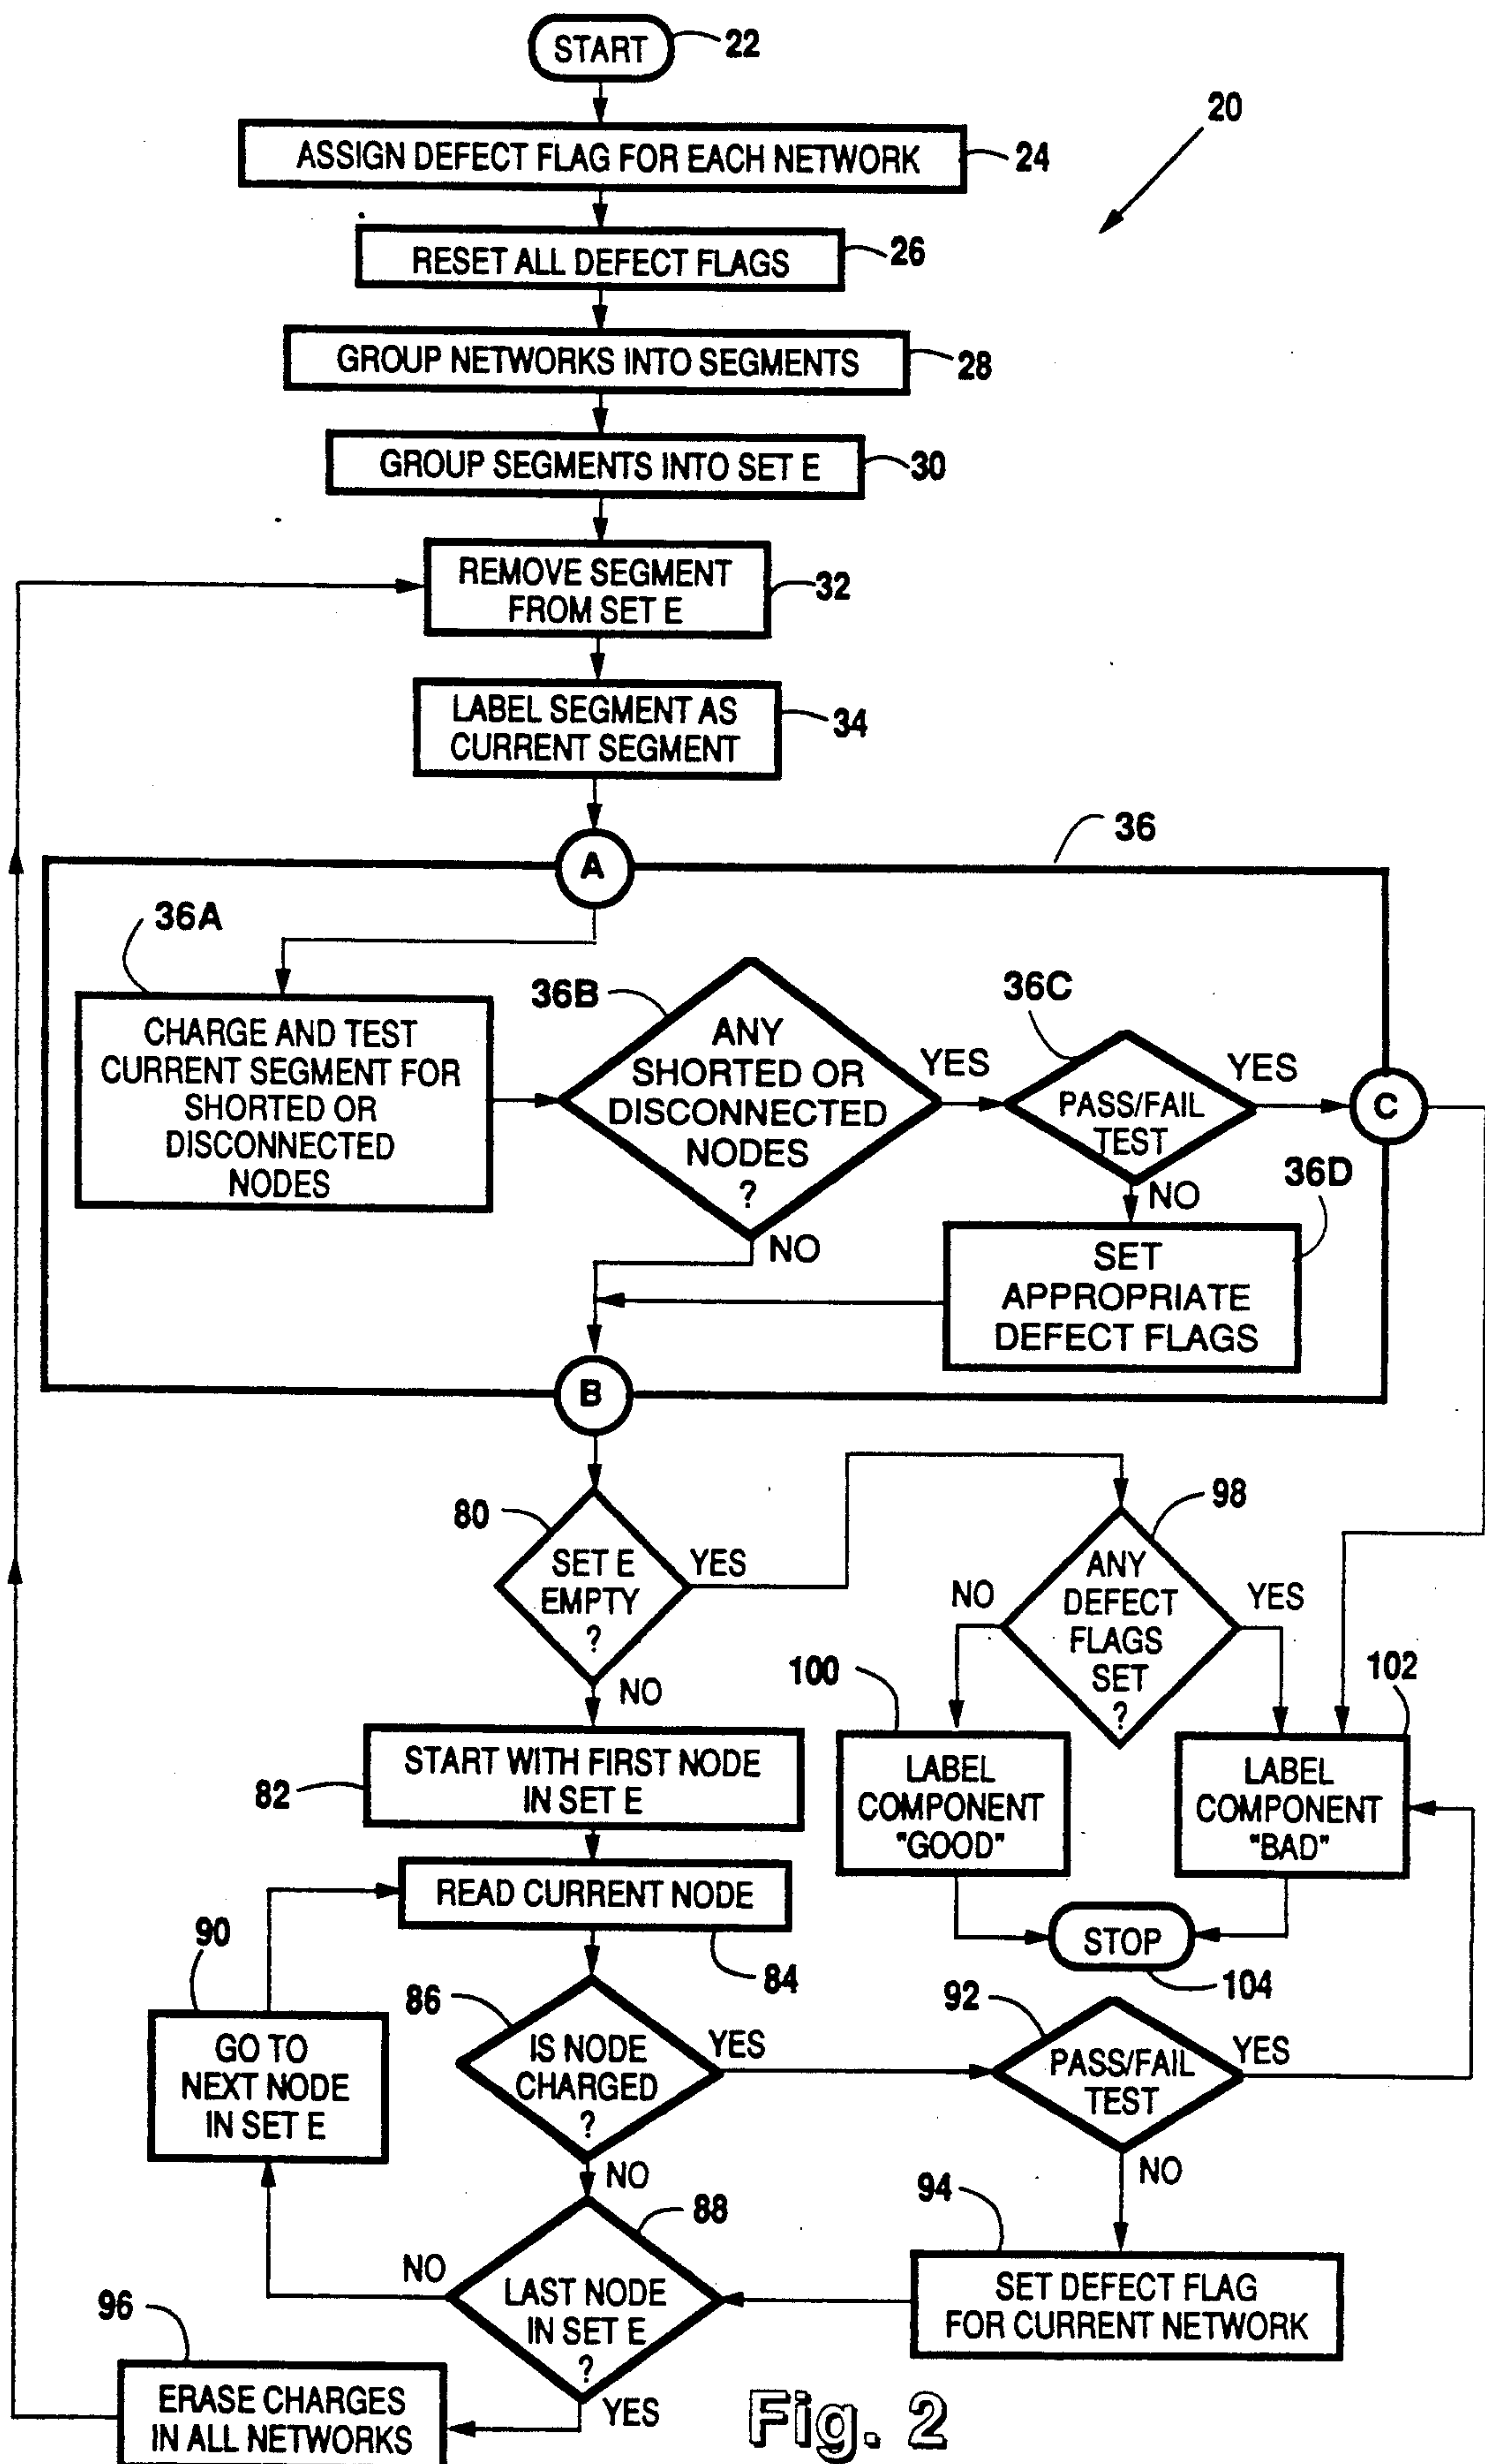 START
22
20
ASSIGN DEFECT FLAG FOR EACH NETWORK
24
RESET ALL DEFECT FLAGS
26
GROUP NETWORKS INTO SEGMENTS
28
GROUP SEGMENTS INTO SET E
30
REMOVE SEGMENT
FROM SET E
32
LABEL SEGMENT AS
CURRENT SEGMENT
34
36
A
36A
CHARGE AND TEST
CURRENT SEGMENT FOR
SHORTED OR
DISCONNECTED
NODES
36B
ANY
SHORTED OR
DISCONNECTED
NODES
?
YES
NO
36C
PASS/FAIL
TEST
YES
NO
C
36D
SET
APPROPRIATE
DEFECT FLAGS
B
80
SET E
EMPTY
?
YES
NO
98
ANY
DEFECT
FLAGS
SET
?
NO
YES
100
LABEL
COMPONENT
"GOOD"
102
LABEL
COMPONENT
"BAD"
STOP
104
82
START WITH FIRST NODE
IN SET E
READ CURRENT NODE
84
90
GO TO
NEXT NODE
IN SET E
86
IS NODE
CHARGED
?
YES
NO
92
PASS/FAIL
TEST
YES
NO
94
SET DEFECT FLAG
FOR CURRENT NETWORK
88
LAST NODE
IN SET E
?
NO
YES
96
ERASE CHARGES
IN ALL NETWORKS
Fig. 2